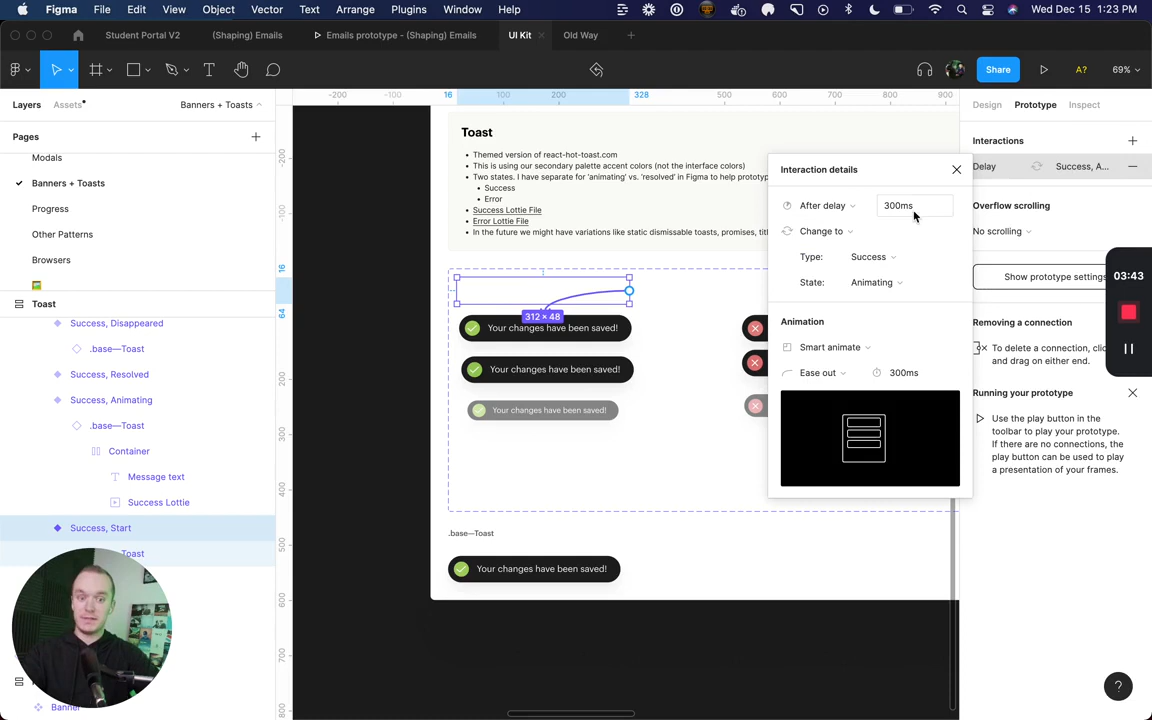 Figma File Edit View Object Vector Text Arrange Plugins Window Help Wed Dec 15 1:23 PM
Student Portal V2 (Shaping) Emails Emails prototype - (Shaping) Emails UI Kit Old Way
Share A? 69%
Layers Assets Banners + Toasts
Pages
Modals
Banners + Toasts
Progress
Other Patterns
Browsers
Toast
Success, Disappeared
.base—Toast
Success, Resolved
Success, Animating
.base—Toast
Container
Message text
Success Lottie
Success, Start
Toast
Banner
-200 -100 16 100 200 328 500 600 700 800 900
-200
-100
16
64
200
300
400
500
600
700
800
Toast
• Themed version of react-hot-toast.com
• This is using our secondary palette accent colors (not the interface colors)
• Two states. I have separate for 'animating' vs. 'resolved' in Figma to help prototyp
• Success
• Error
• Success Lottie File
• Error Lottie File
• In the future we might have variations like static dismissable toasts, promises, titl
312 × 48
Your changes have been saved!
Your changes have been saved!
Your changes have been saved!
.base—Toast
Your changes have been saved!
Interaction details
After delay 300ms
Change to
Type: Success
State: Animating
Animation
Smart animate
Ease out 300ms
Design Prototype Inspect
Interactions
Delay Success, A...
Overflow scrolling
No scrolling
Show prototype settings
Removing a connection
To delete a connection, clic
and drag on either end.
Running your prototype
Use the play button in the
toolbar to play your prototype.
If there are no connections, the
play button can be used to play
a presentation of your frames.
03:43
?